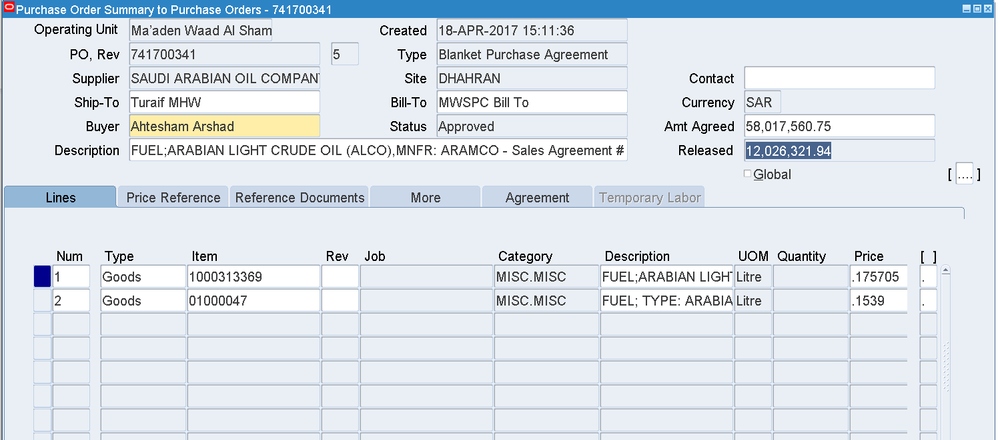 Purchase Order Summary to Purchase Orders - 741700341
Operating Unit Ma'aden Waad Al Sham Created 18-APR-2017 15:11:36
PO, Rev 741700341 5 Type Blanket Purchase Agreement
Supplier SAUDI ARABIAN OIL COMPANY Site DHAHRAN Contact
Ship-To Turaif MHW Bill-To MWSPC Bill To Currency SAR
Buyer Ahtesham Arshad Status Approved Amt Agreed 58,017,560.75
Description FUEL;ARABIAN LIGHT CRUDE OIL (ALCO),MNFR: ARAMCO - Sales Agreement # Released 12,026,321.94
Global [ .... ]
Lines Price Reference Reference Documents More Agreement Temporary Labor
Num Type Item Rev Job Category Description UOM Quantity Price [ ]
1 Goods 1000313369 MISC.MISC FUEL;ARABIAN LIGHT Litre .175705 .
2 Goods 01000047 MISC.MISC FUEL; TYPE: ARABIA Litre .1539 .